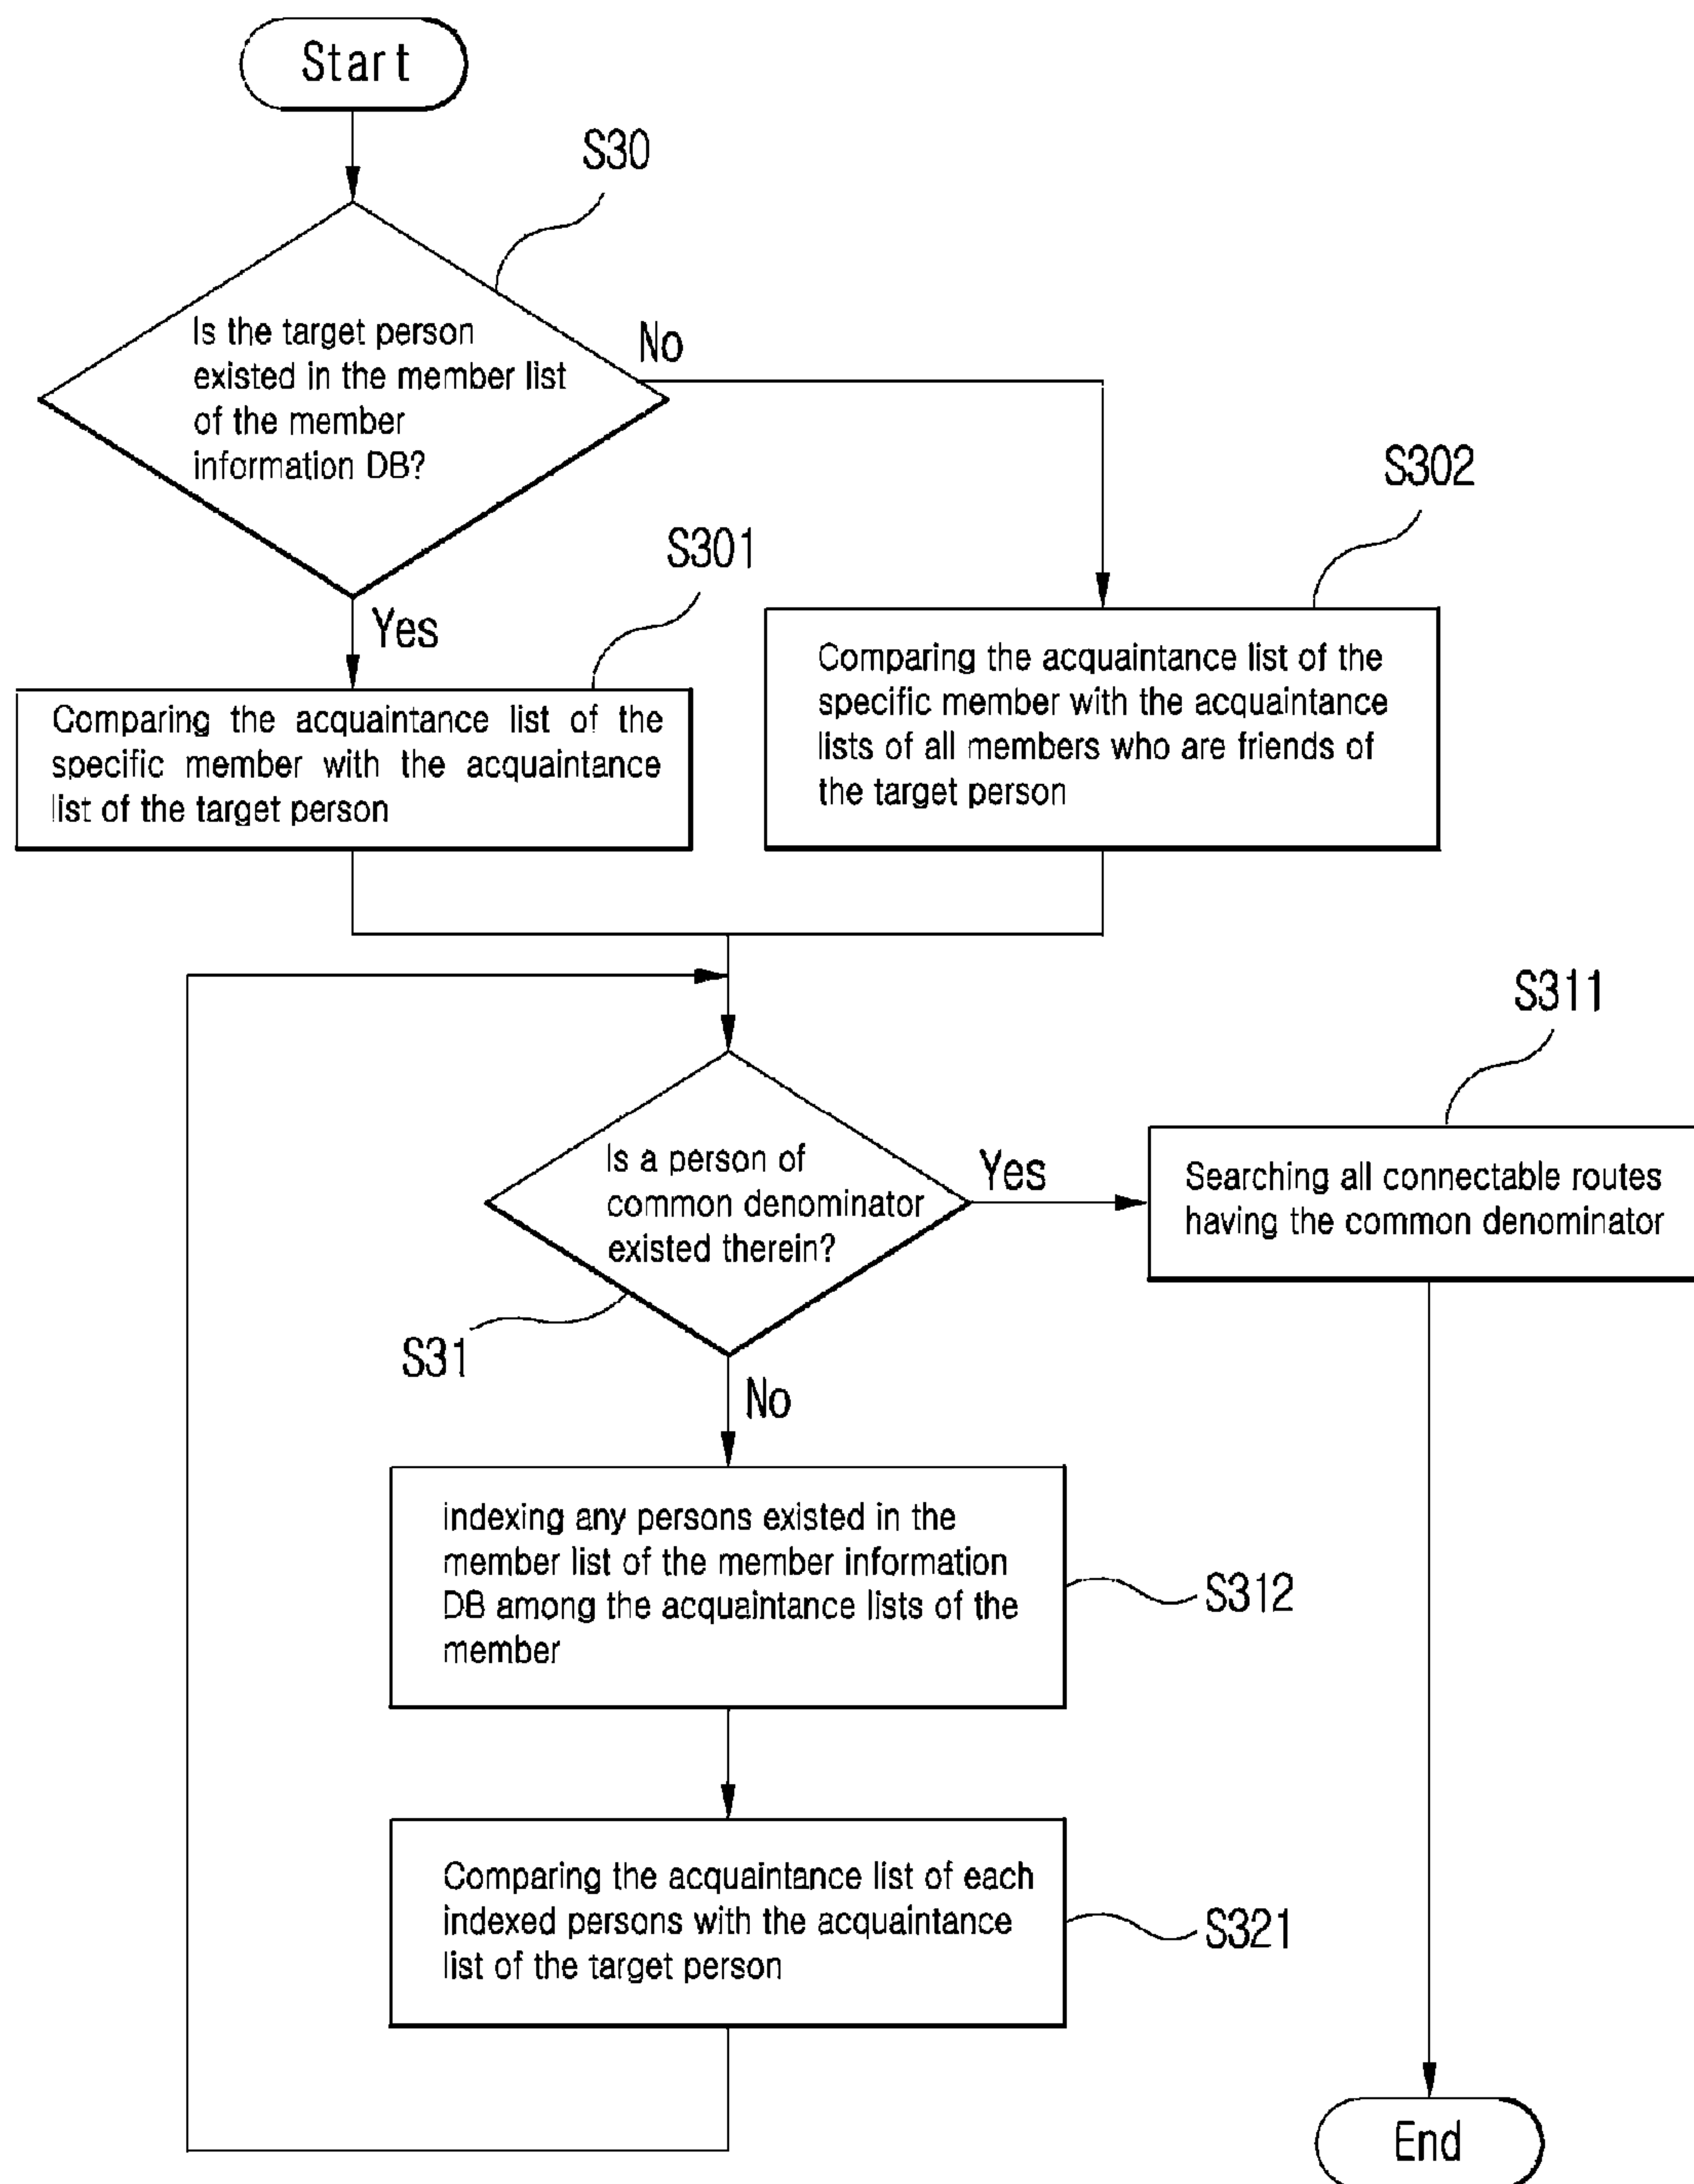 Start
S30
Is the target person
existed in the member list
of the member
information DB?
No
S302
S301
Yes
Comparing the acquaintance list of the
specific member with the acquaintance
lists of all members who are friends of
the target person
Comparing the acquaintance list of the
specific member with the acquaintance
list of the target person
S311
Is a person of
common denominator
existed therein?
Yes
Searching all connectable routes
having the common denominator
S31
No
Indexing any persons existed in the
member list of the member information
DB among the acquaintance lists of the
member
S312
Comparing the acquaintance list of each
indexed persons with the acquaintance
list of the target person
S321
End